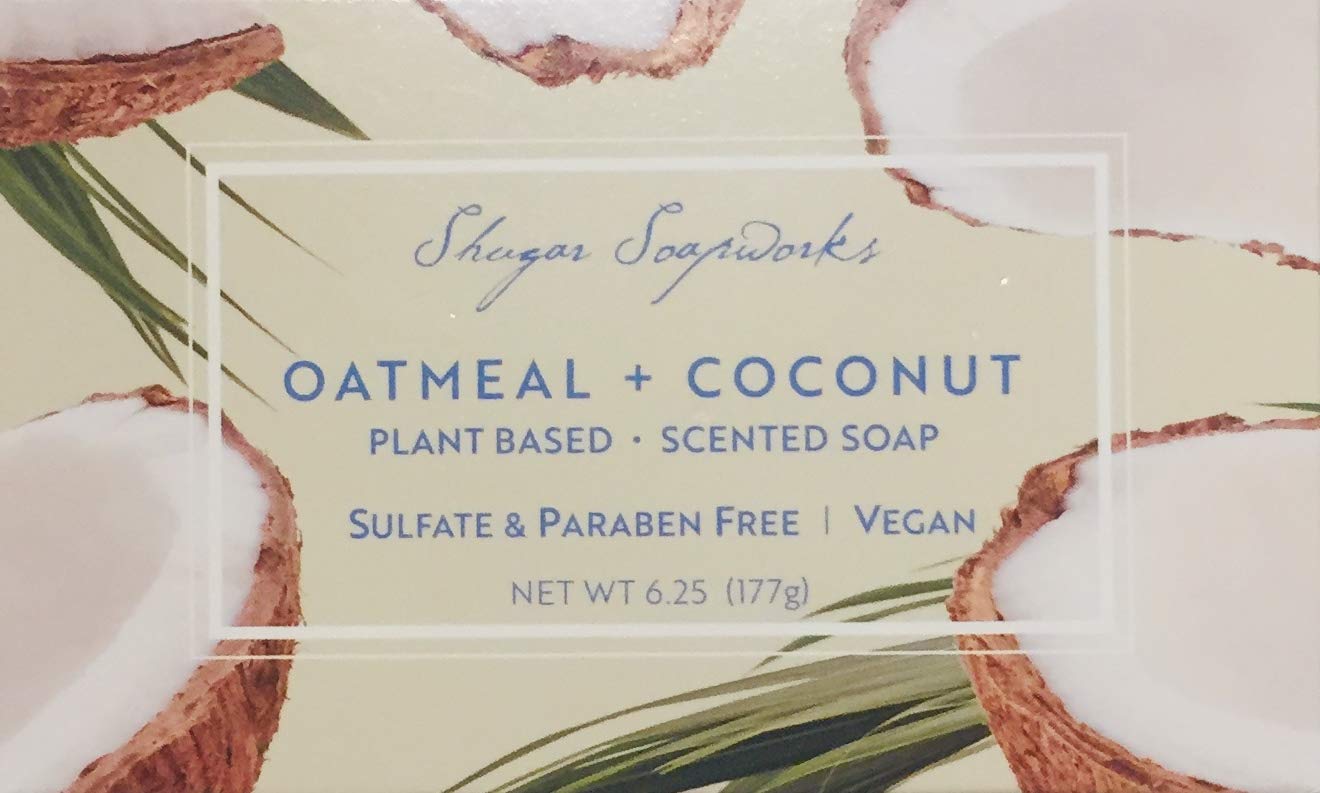 Shugar Soapworks
OATMEAL + COCONUT
PLANT BASED • SCENTED SOAP
SULFATE & PARABEN FREE | VEGAN
NET WT 6.25 (177g)